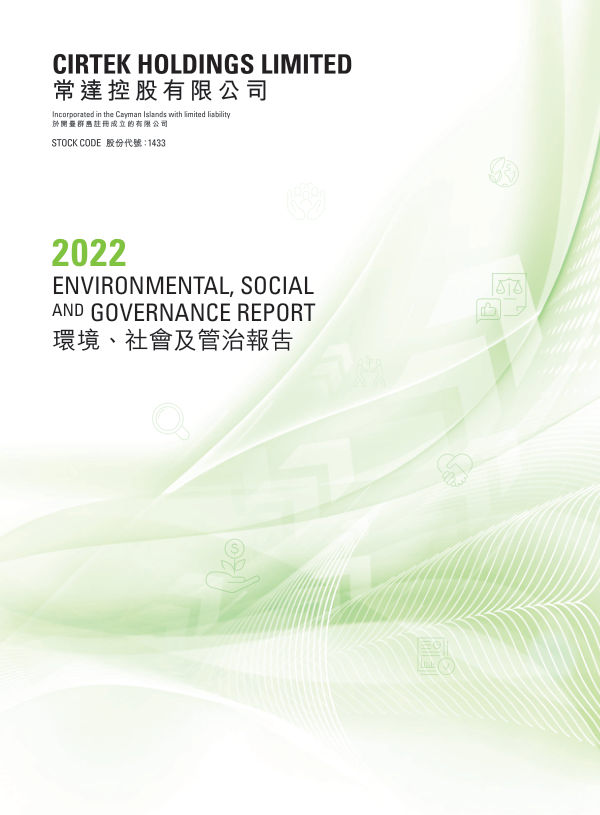 CIRTEK HOLDINGS LIMITED
常達控股有限公司
Incorporated in the Cayman Islands with limited liability
於開曼群島註冊成立的有限公司
STOCK CODE 股份代號：1433
2022
ENVIRONMENTAL, SOCIAL
AND GOVERNANCE REPORT
環境、社會及管治報告